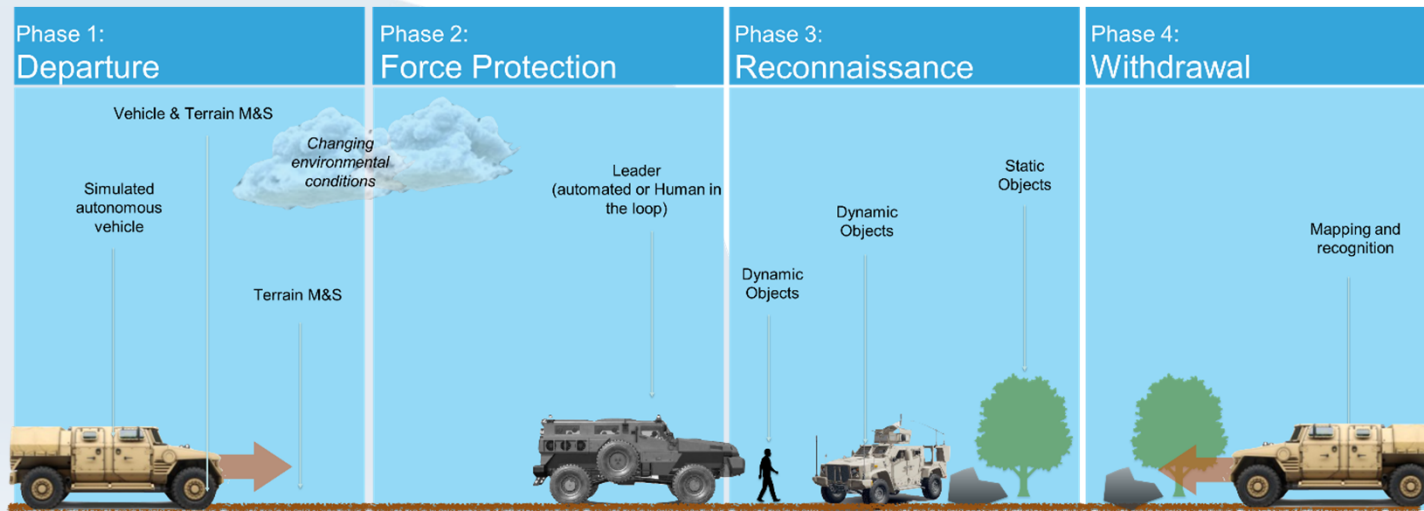 Phase 1:
Departure
Phase 2:
Force Protection
Phase 3:
Reconnaissance
Phase 4:
Withdrawal
Vehicle & Terrain M&S
Changing
environmental
conditions
Simulated
autonomous
vehicle
Terrain M&S
Leader
(automated or Human in
the loop)
Dynamic
Objects
Dynamic
Objects
Static
Objects
Mapping and
recognition